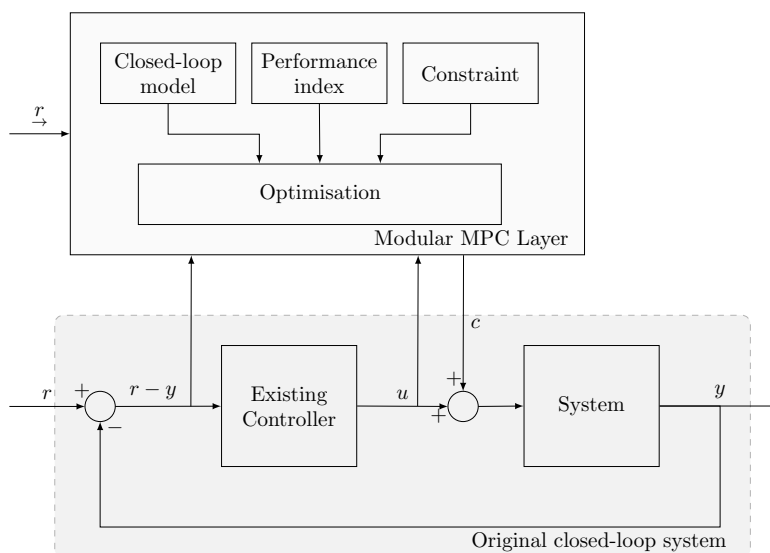 Closed-loop
model
Performance
index
Constraint
r
→
Optimisation
Modular MPC Layer
c
r
+
r − y
Existing
Controller
u
+
+
System
y
−
Original closed-loop system